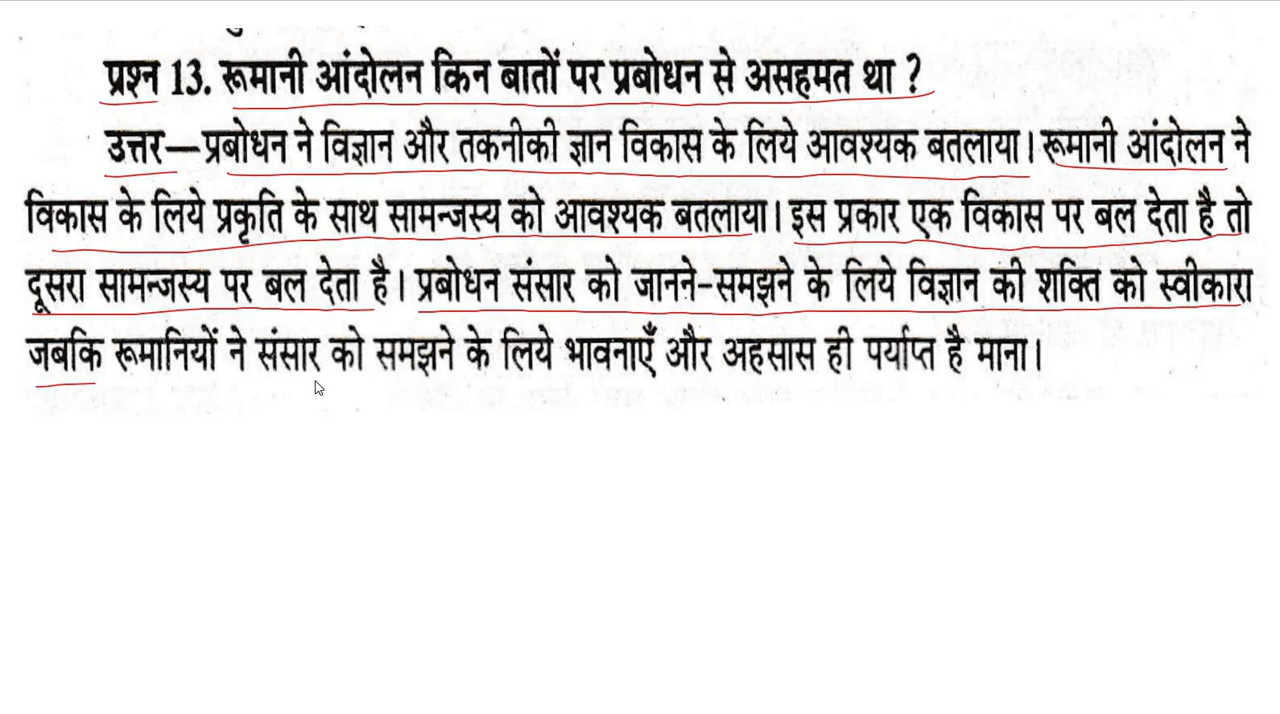 प्रश्न 13. रूमानी आंदोलन किन बातों पर प्रबोधन से असहमत था ?
उत्तर—प्रबोधन ने विज्ञान और तकनीकी ज्ञान विकास के लिये आवश्यक बतलाया। रूमानी आंदोलन ने
विकास के लिये प्रकृति के साथ सामन्जस्य को आवश्यक बतलाया। इस प्रकार एक विकास पर बल देता है तो
दूसरा सामन्जस्य पर बल देता है। प्रबोधन संसार को जानने-समझने के लिये विज्ञान की शक्ति को स्वीकारा
जबकि रूमानियों ने संसार को समझने के लिये भावनाएँ और अहसास ही पर्याप्त है माना।